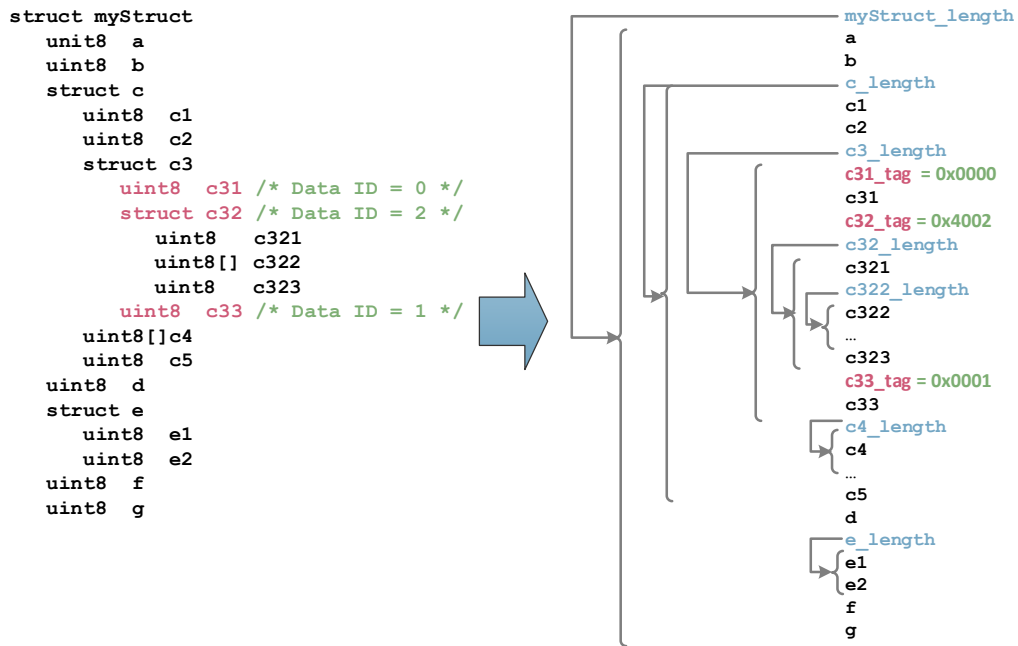 struct myStruct
unit8 a
uint8 b
struct c
uint8 c1
uint8 c2
struct c3
uint8 c31 /* Data ID = 0 */
struct c32 /* Data ID = 2 */
uint8 c321
uint8[] c322
uint8 c323
uint8 c33 /* Data ID = 1 */
uint8[]c4
uint8 c5
uint8 d
struct e
uint8 e1
uint8 e2
uint8 f
uint8 g
myStruct_length
a
b
c_length
c1
c2
c3_length
c31_tag = 0x0000
c31
c32_tag = 0x4002
c32_length
c321
c322_length
c322
…
c323
c33_tag = 0x0001
c33
c4_length
c4
…
c5
d
e_length
e1
e2
f
g